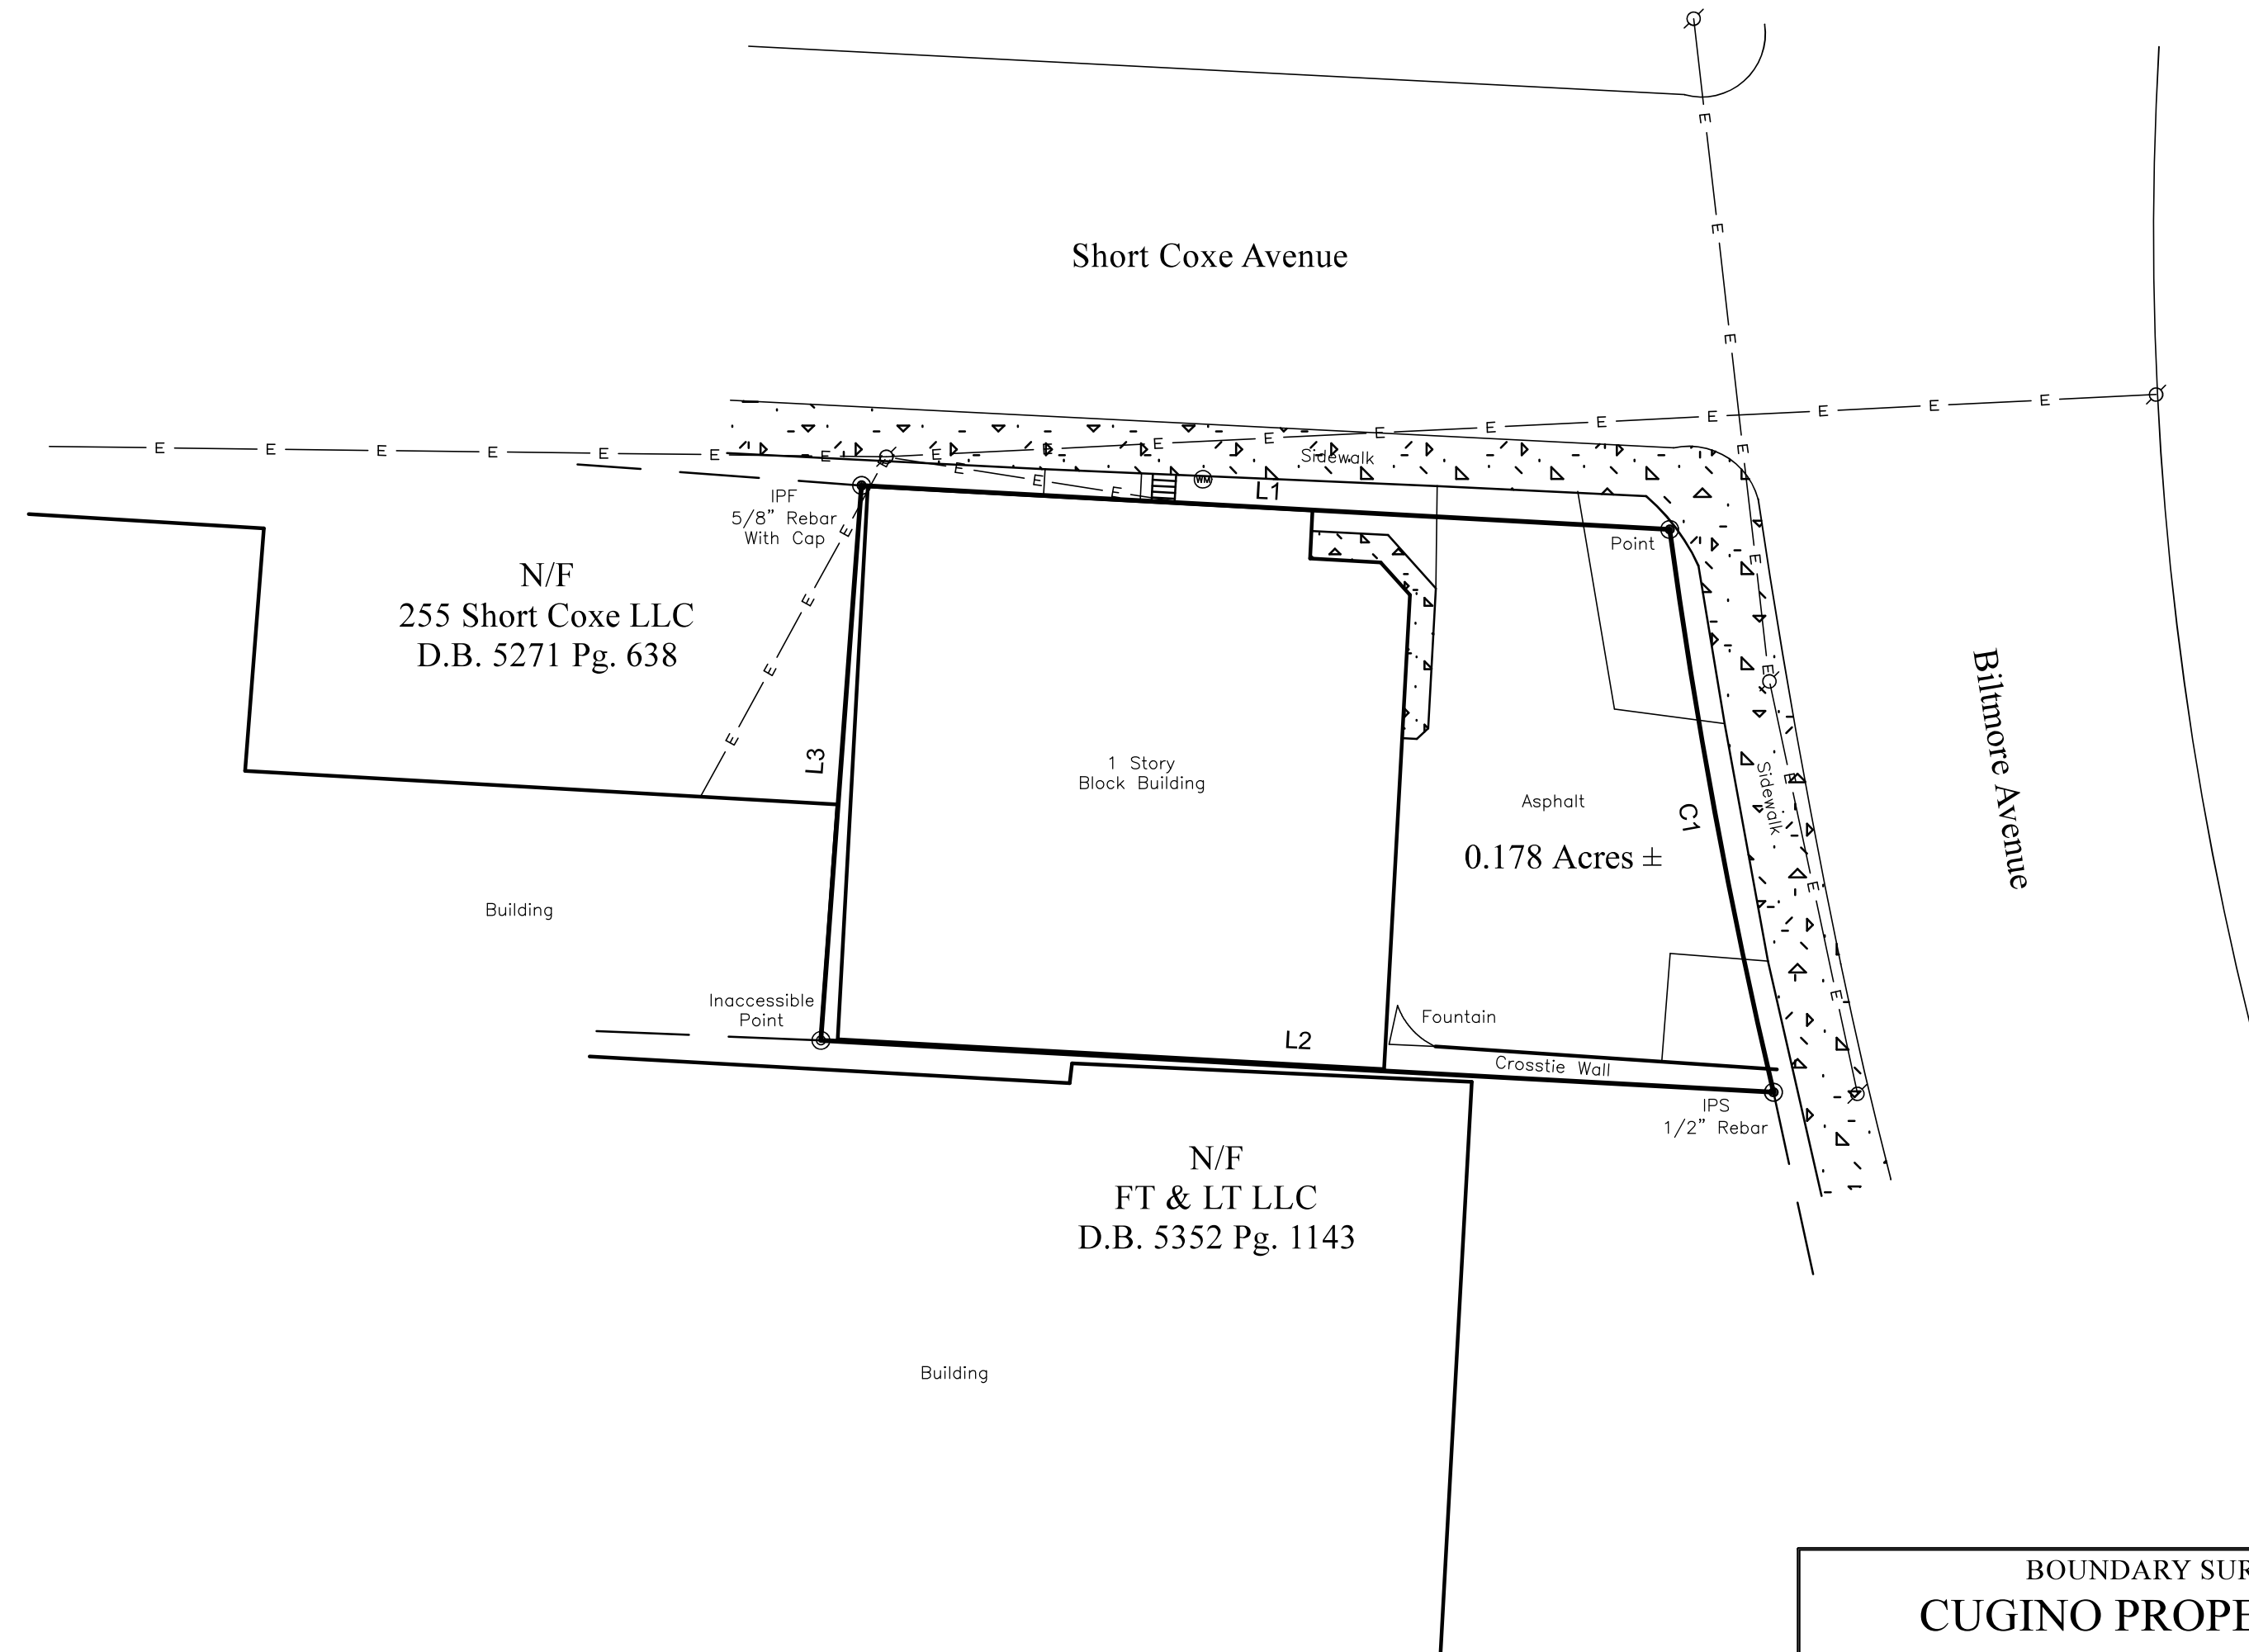 Short Coxe Avenue
E E E E E E E E E E E E E E E E E E
E E E E E E E E E
E E E
E E E E
Sidewalk
WM
L1
IPF
5/8" Rebar
With Cap
Point
N/F
255 Short Coxe LLC
D.B. 5271 Pg. 638
Biltmore Avenue
L3
1 Story
Block Building
Sidewalk
Asphalt
C1
0.178 Acres ±
Building
Inaccessible
Point
Fountain
L2
Crosstie Wall
IPS
1/2" Rebar
N/F
FT & LT LLC
D.B. 5352 Pg. 1143
Building
BOUNDARY SUR
CUGINO PROPE